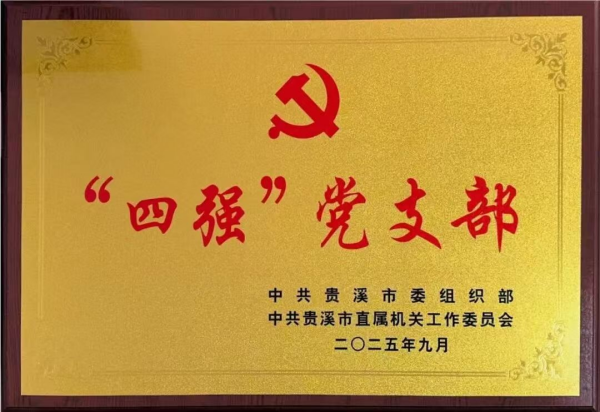 “四强”党支部
中共贵溪市委组织部
中共贵溪市直属机关工作委员会
二〇二五年九月